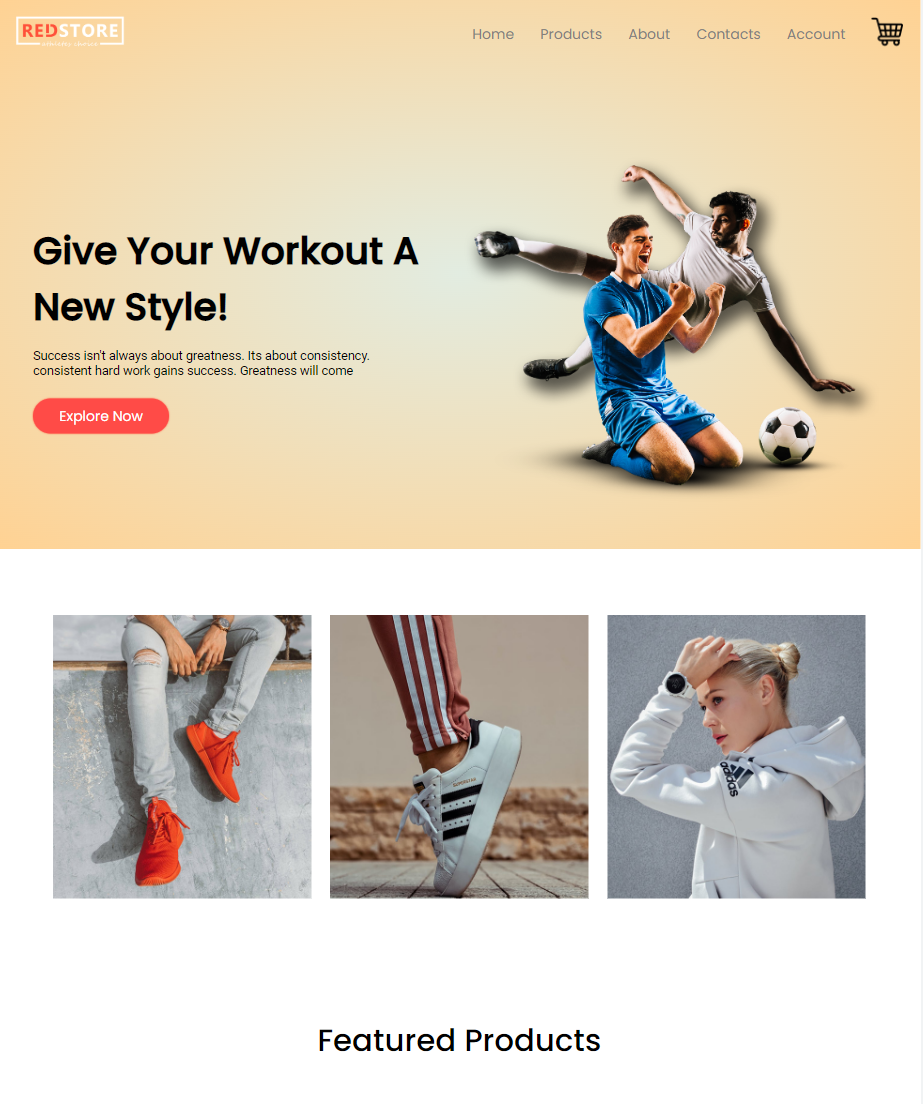 REDSTORE
Home
Products
About
Contacts
Account
Give Your Workout A
New Style!
Success isn't always about greatness. Its about consistency.
consistent hard work gains success. Greatness will come
Explore Now
adidas
Featured Products